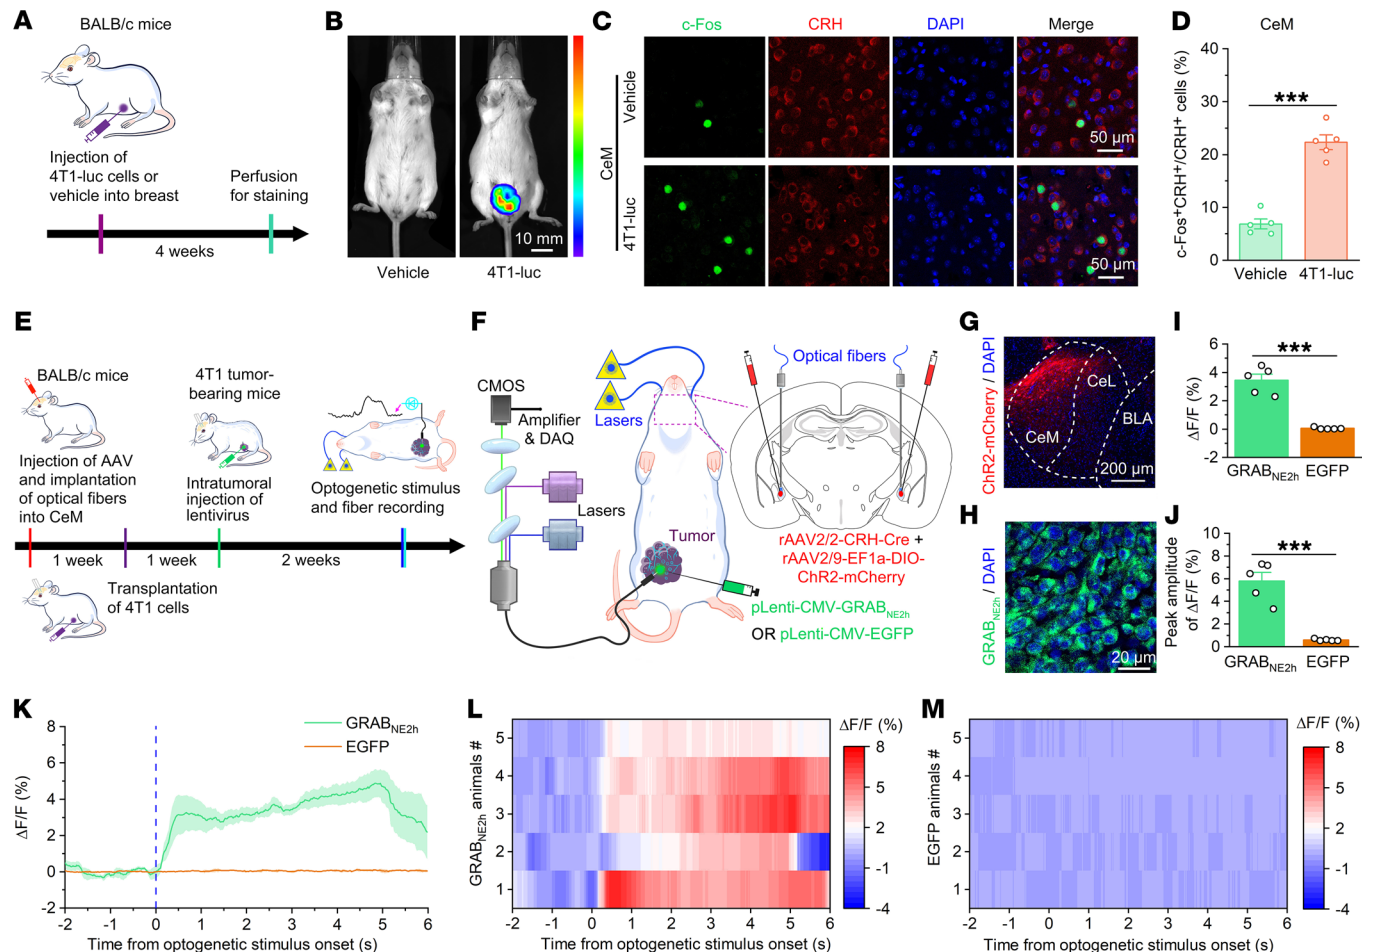 A
BALB/c mice
Injection of
4T1-luc cells or
vehicle into breast
Perfusion
for staining
4 weeks
B
10 mm
Vehicle
4T1-luc
C
c-Fos
CRH
DAPI
Merge
CeM
Vehicle
4T1-luc
50 µm
50 µm
D
CeM
c-Fos⁺CRH⁺/CRH⁺ cells (%)
40
30
20
10
0
***
Vehicle
4T1-luc
E
BALB/c mice
Injection of AAV
and implantation
of optical fibers
into CeM
4T1 tumor-
bearing mice
Intratumoral
injection of
lentivirus
Optogenetic stimulus
and fiber recording
1 week
1 week
2 weeks
Transplantation
of 4T1 cells
F
CMOS
Amplifier
& DAQ
Lasers
Lasers
Tumor
Optical fibers
rAAV2/2-CRH-Cre +
rAAV2/9-EF1a-DIO-
ChR2-mCherry
pLenti-CMV-GRABNE2h
OR pLenti-CMV-EGFP
G
ChR2-mCherry / DAPI
CeL
BLA
CeM
200 µm
H
GRABNE2h / DAPI
20 µm
I
ΔF/F (%)
6
4
2
0
-2
***
GRABNE2h
EGFP
J
Peak amplitude
of ΔF/F (%)
10
8
6
4
2
0
***
GRABNE2h
EGFP
K
ΔF/F (%)
8
6
4
2
0
-2
GRABNE2h
EGFP
-2 -1 0 1 2 3 4 5 6
Time from optogenetic stimulus onset (s)
L
GRABNE2h animals #
5
4
3
2
1
-2 -1 0 1 2 3 4 5 6
Time from optogenetic stimulus onset (s)
ΔF/F (%)
8
6
4
2
-1
-4
M
EGFP animals #
5
4
3
2
1
-2 -1 0 1 2 3 4 5 6
Time from optogenetic stimulus onset (s)
ΔF/F (%)
8
6
4
2
-1
-4